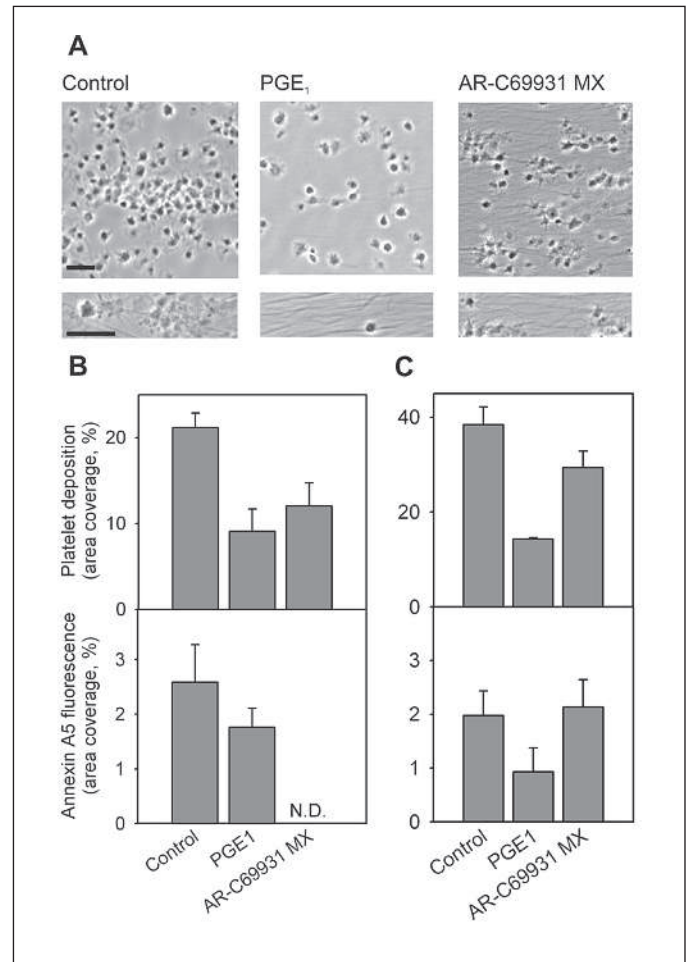 A
Control PGE₁ AR-C69931 MX
B C
Platelet deposition
(area coverage, %)
20
10
0
40
20
0
Annexin A5 fluorescence
(area coverage, %)
3
2
1
0
N.D.
3
2
1
0
Control PGE1 AR-C69931 MX
Control PGE1 AR-C69931 MX